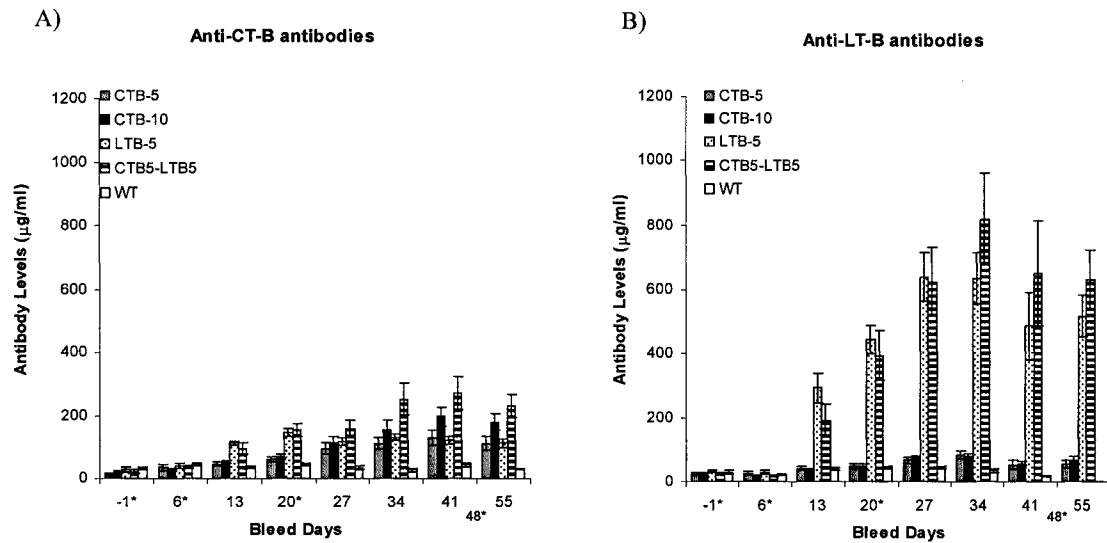 A)
Anti-CT-B antibodies
1200
1000
800
600
400
200
0
Antibody Levels (µg/ml)
CTB-5
CTB-10
LTB-5
CTB5-LTB5
WT
-1* 6* 13 20* 27 34 41 55
48*
Bleed Days
B)
Anti-LT-B antibodies
1200
1000
800
600
400
200
0
Antibody Levels (µg/ml)
CTB-5
CTB-10
LTB-5
CTB5-LTB5
WT
-1* 6* 13 20* 27 34 41 55
48*
Bleed Days